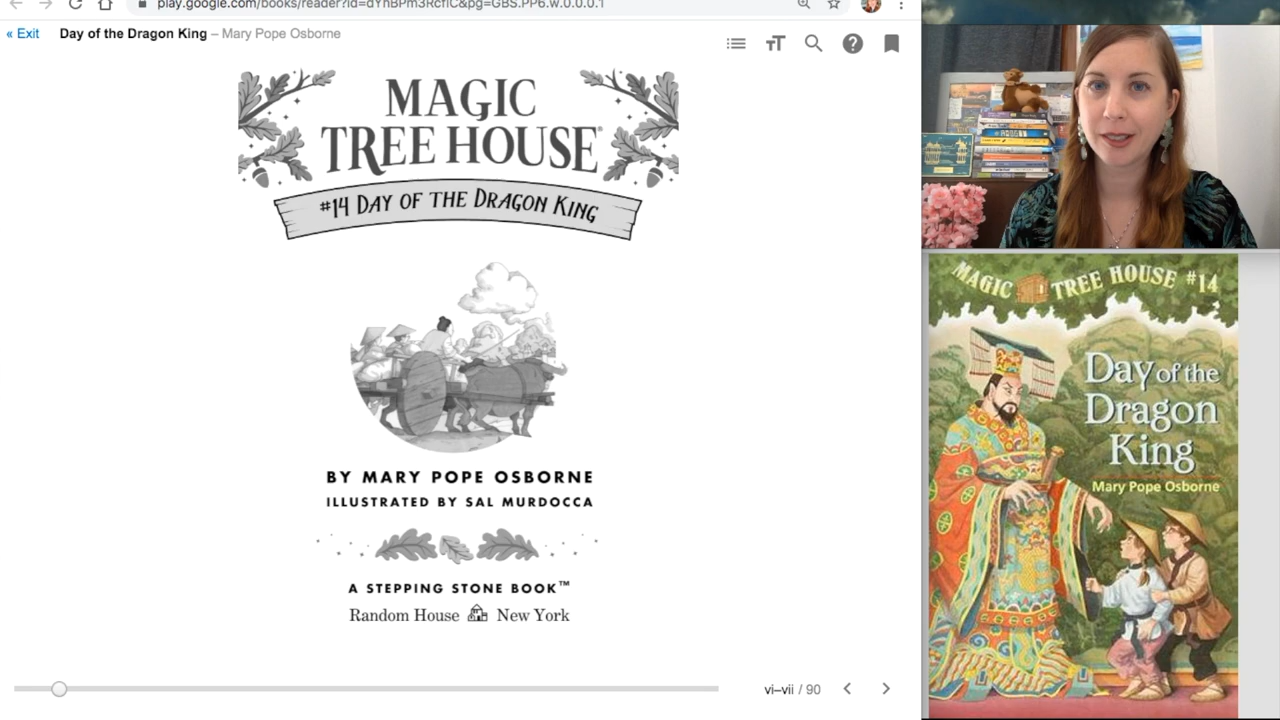 play.google.com/books/reader?id=dYhBPm3RcfIC&pg=GBS.PP6.w.0.0.0.1
« Exit Day of the Dragon King – Mary Pope Osborne
MAGIC
TREE HOUSE®
#14 DAY OF THE DRAGON KING
BY MARY POPE OSBORNE
ILLUSTRATED BY SAL MURDOCCA
A STEPPING STONE BOOK™
Random House New York
vi–vii / 90
MAGIC TREE HOUSE #14
Day of the
Dragon
King
Mary Pope Osborne